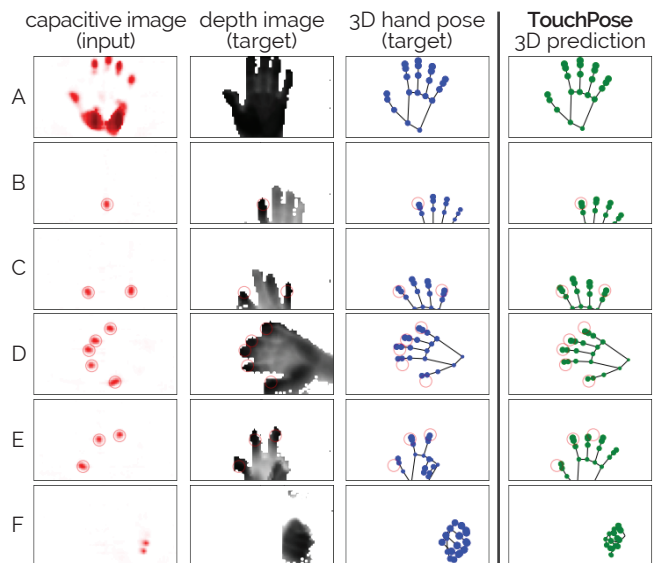 capacitive image
(input)
depth image
(target)
3D hand pose
(target)
TouchPose
3D prediction
A
B
C
D
E
F